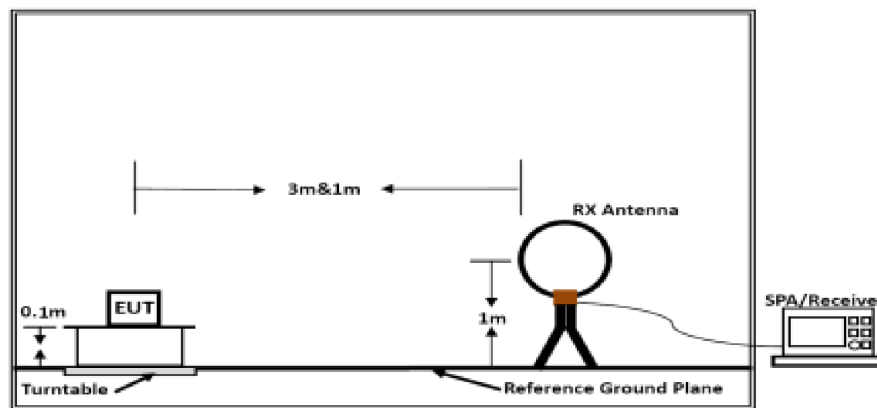 3m&1m
RX Antenna
EUT
0.1m
1m
SPA/Receive
Turntable
Reference Ground Plane